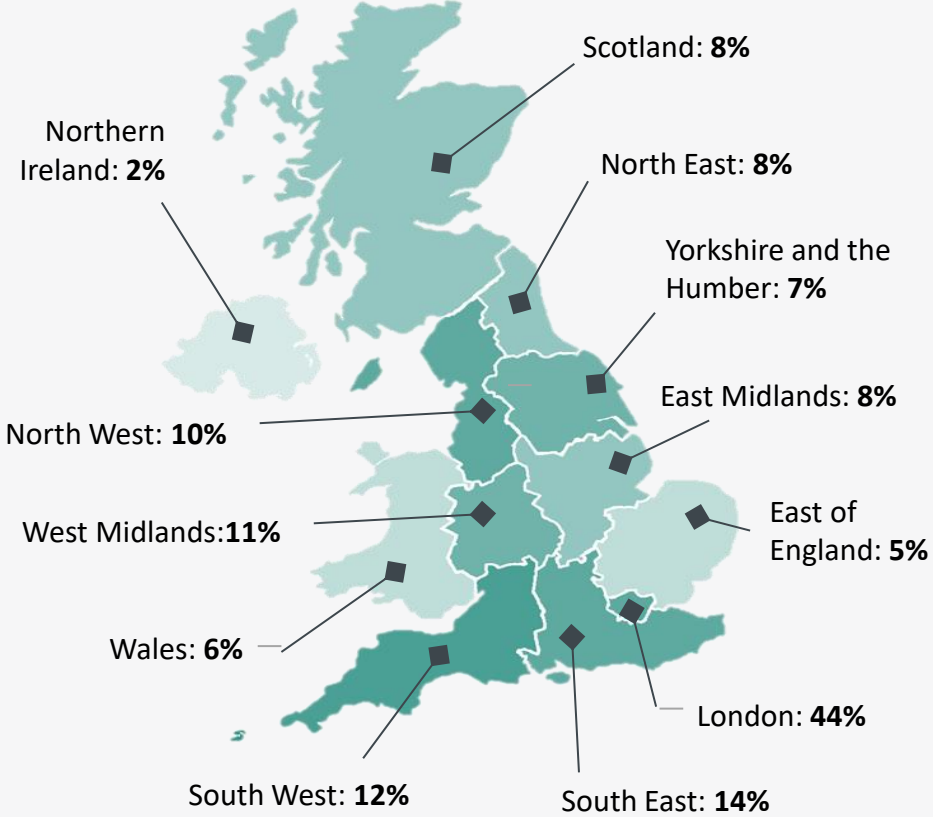 Scotland: 8%
Northern
Ireland: 2%
North East: 8%
Yorkshire and the
Humber: 7%
East Midlands: 8%
North West: 10%
West Midlands:11%
East of
England: 5%
Wales: 6%
London: 44%
South West: 12%
South East: 14%